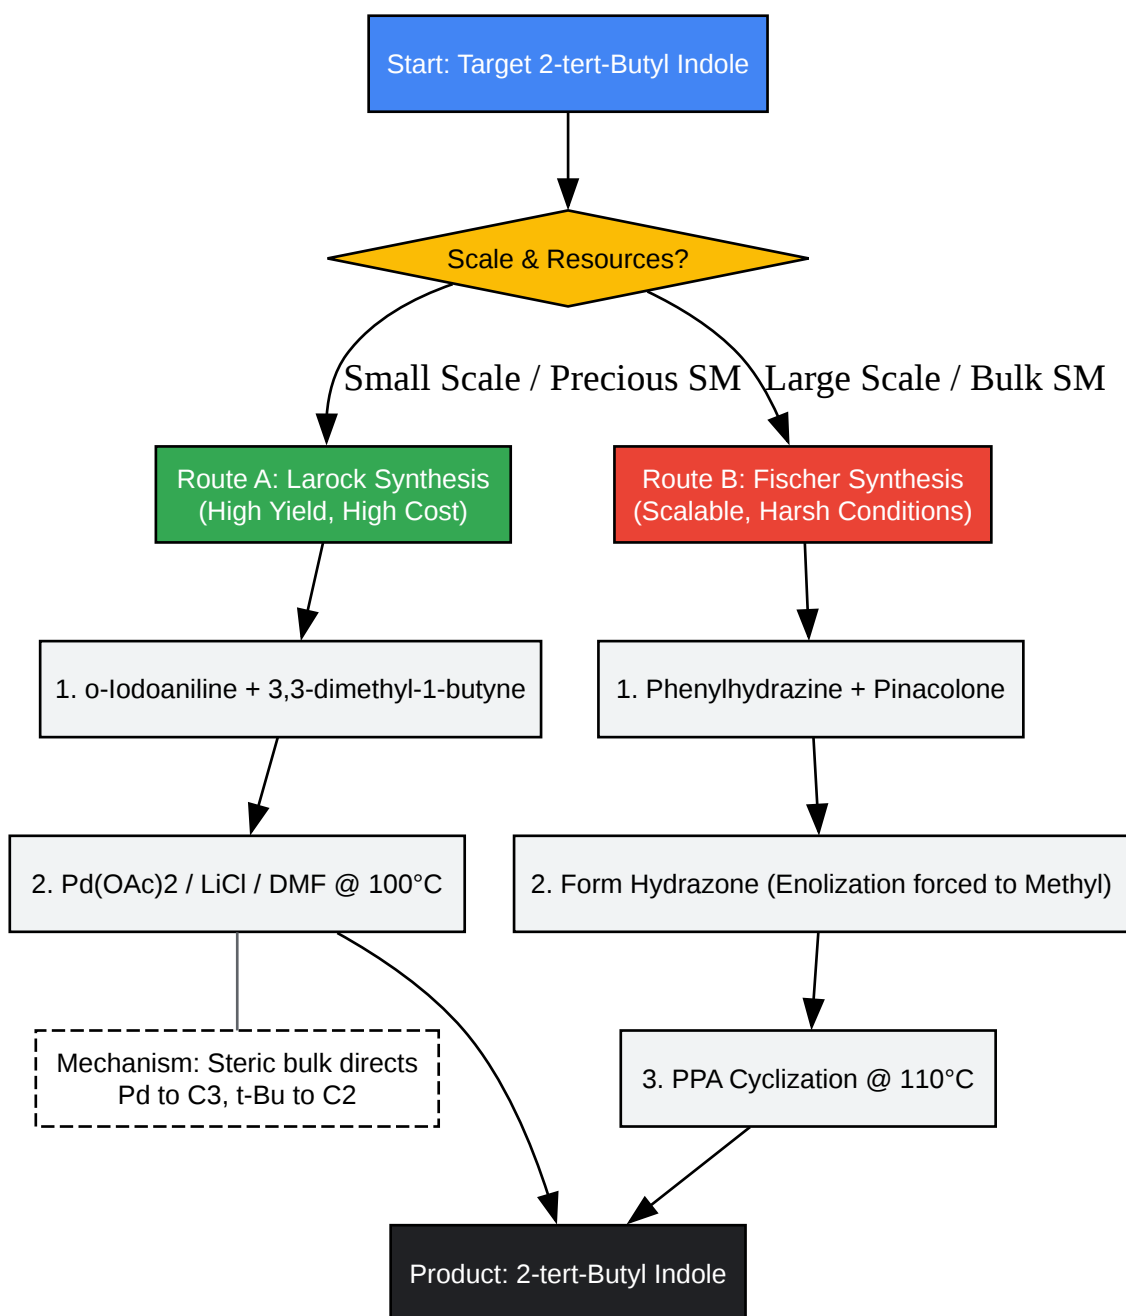 Start: Target 2-tert-Butyl Indole
Scale & Resources?
Small Scale / Precious SM
Large Scale / Bulk SM
Route A: Larock Synthesis
(High Yield, High Cost)
Route B: Fischer Synthesis
(Scalable, Harsh Conditions)
1. o-Iodoaniline + 3,3-dimethyl-1-butyne
1. Phenylhydrazine + Pinacolone
2. Pd(OAc)2 / LiCl / DMF @ 100°C
2. Form Hydrazone (Enolization forced to Methyl)
Mechanism: Steric bulk directs
Pd to C3, t-Bu to C2
3. PPA Cyclization @ 110°C
Product: 2-tert-Butyl Indole